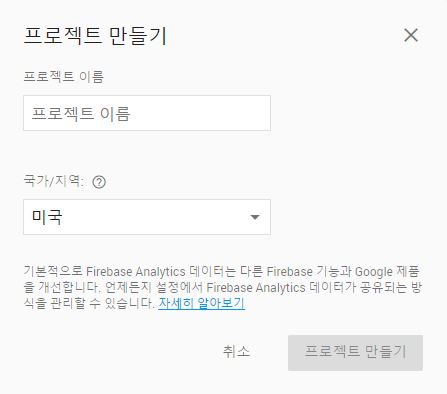 프로젝트 만들기
프로젝트 이름
프로젝트 이름
국가/지역:
미국
기본적으로 Firebase Analytics 데이터는 다른 Firebase 기능과 Google 제품
을 개선합니다. 언제든지 설정에서 Firebase Analytics 데이터가 공유되는 방
식을 관리할 수 있습니다. 자세히 알아보기
취소
프로젝트 만들기